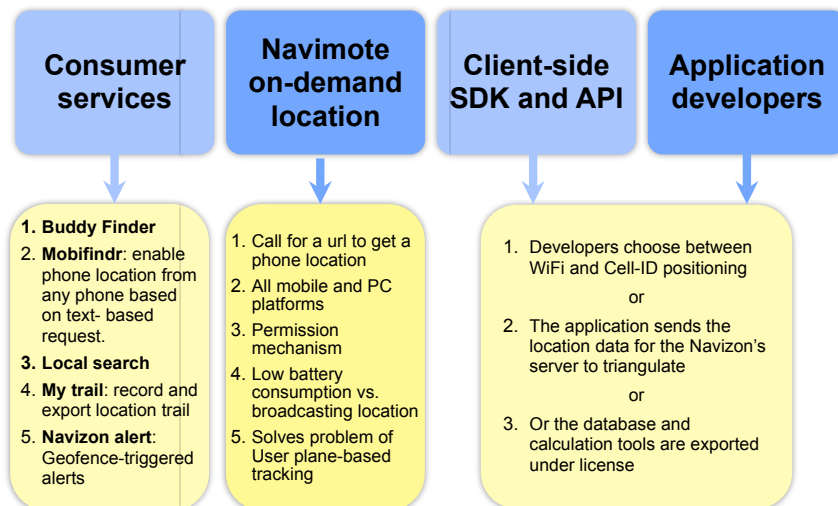 Consumer
services
Navimote
on-demand
location
Client-side
SDK and API
Application
developers
1. Buddy Finder
2. Mobifindr: enable
phone location from
any phone based
on text- based
request.
3. Local search
4. My trail: record and
export location trail
5. Navizon alert:
Geofence-triggered
alerts
1. Call for a url to get a
phone location
2. All mobile and PC
platforms
3. Permission
mechanism
4. Low battery
consumption vs.
broadcasting location
5. Solves problem of
User plane-based
tracking
1. Developers choose between
WiFi and Cell-ID positioning
or
2. The application sends the
location data for the Navizon's
server to triangulate
or
3. Or the database and
calculation tools are exported
under license